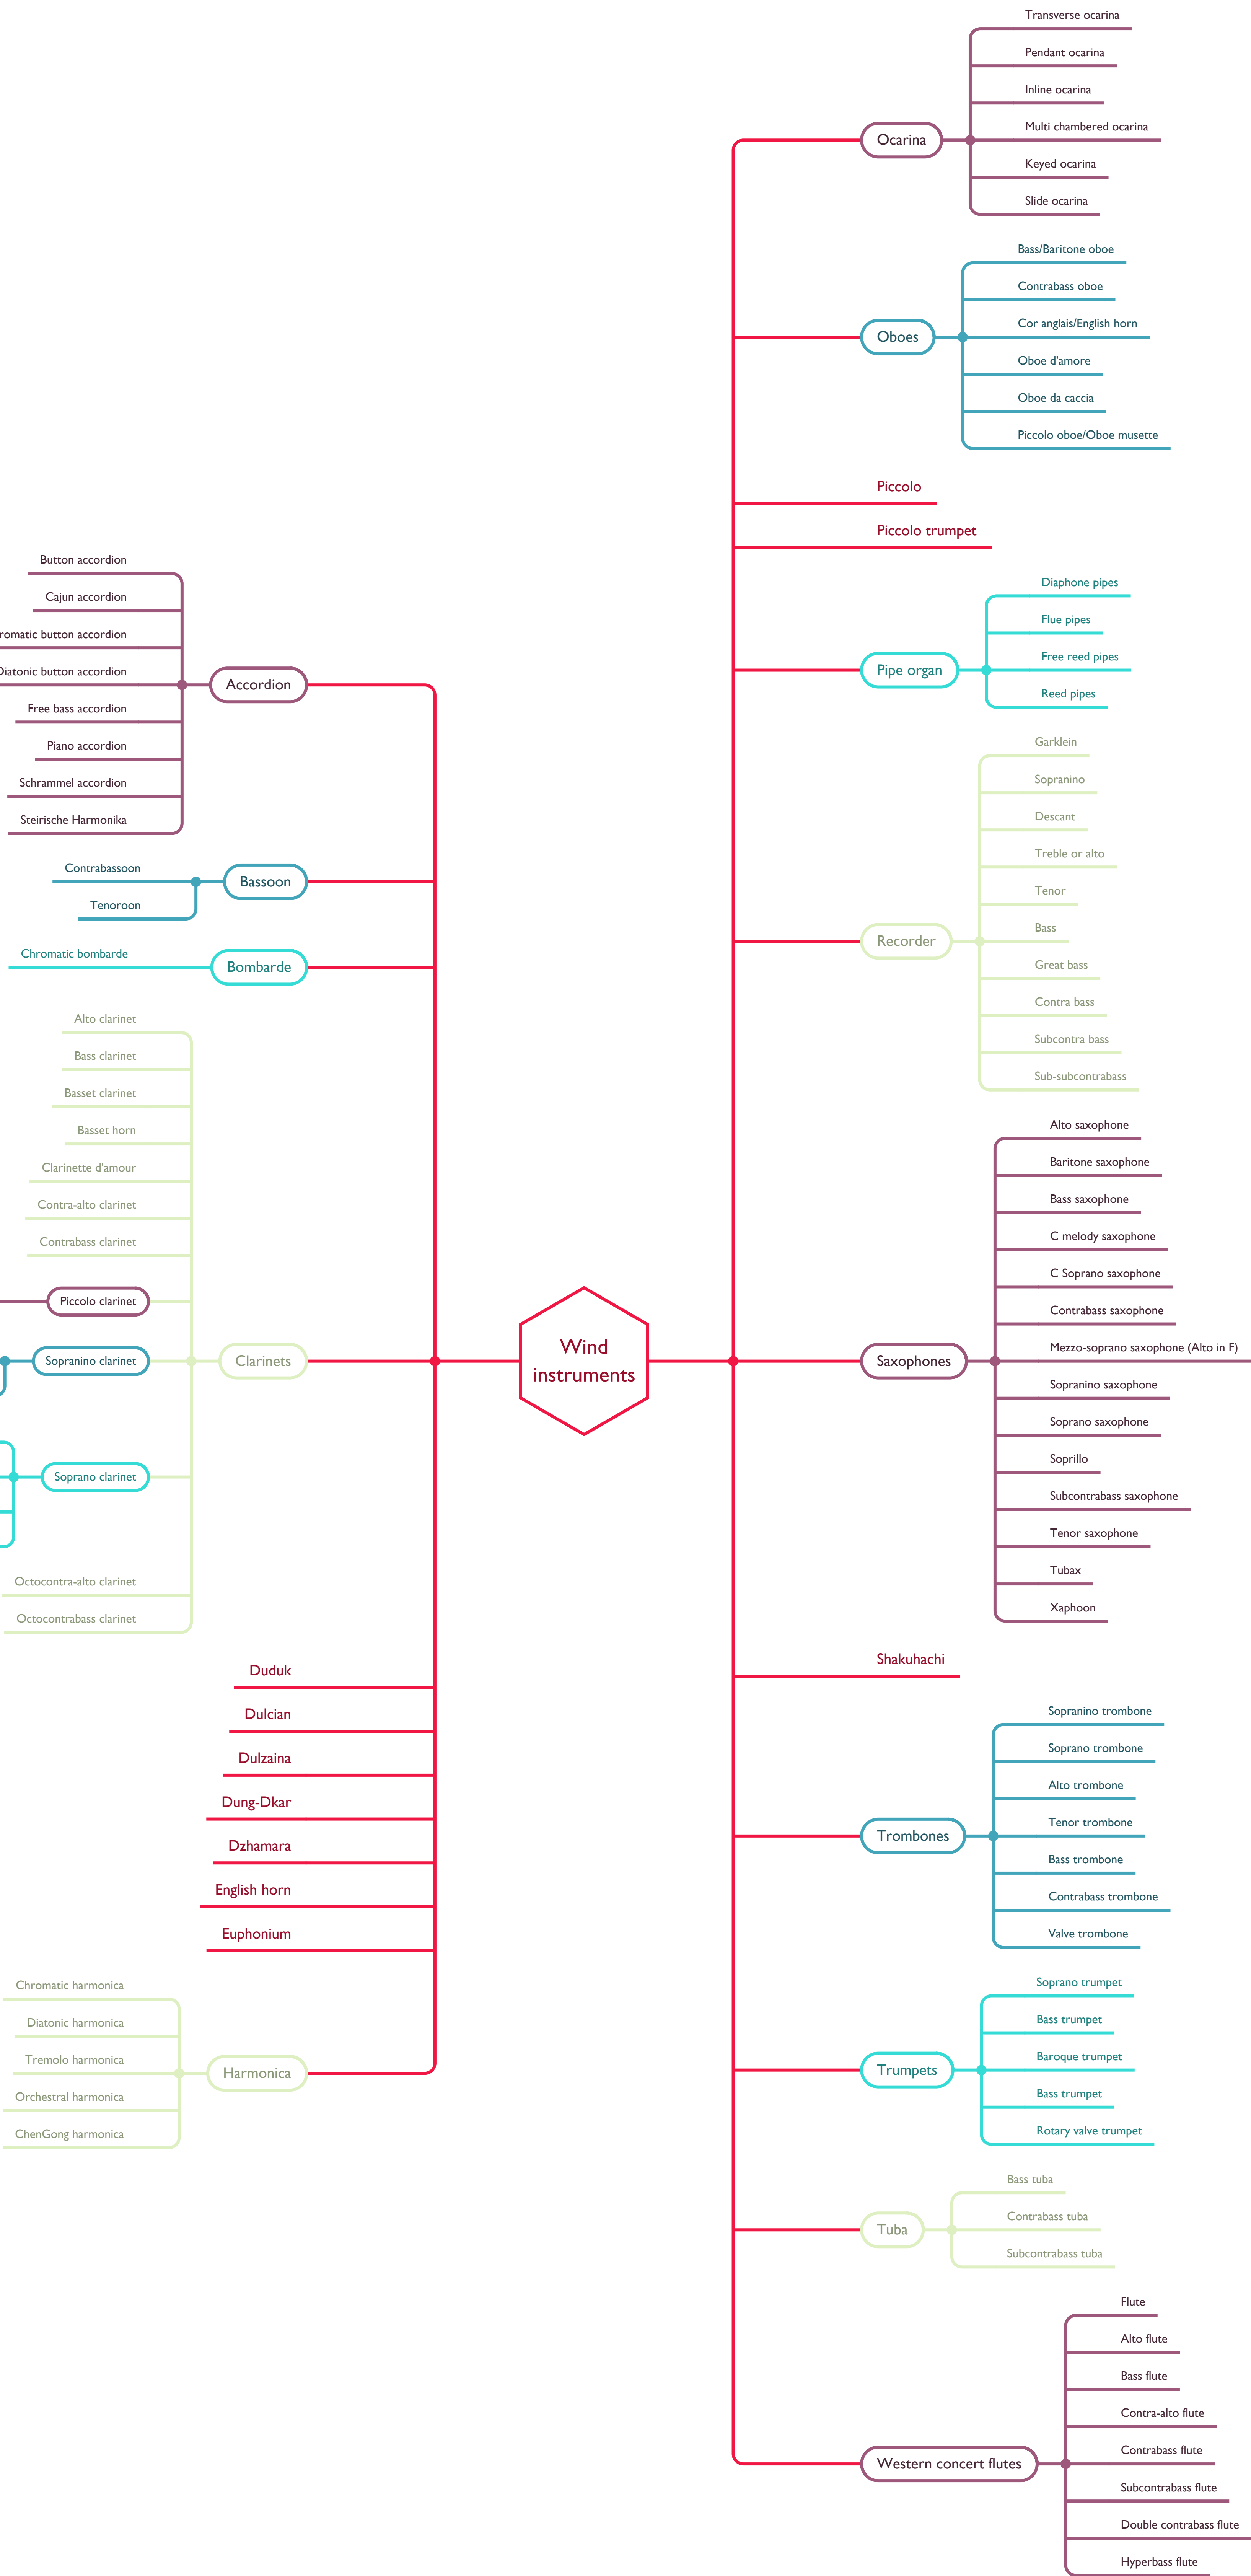 Wind
instruments
Accordion
Button accordion
Cajun accordion
romatic button accordion
Diatonic button accordion
Free bass accordion
Piano accordion
Schrammel accordion
Steirische Harmonika
Bassoon
Contrabassoon
Tenoroon
Bombarde
Chromatic bombarde
Clarinets
Alto clarinet
Bass clarinet
Basset clarinet
Basset horn
Clarinette d'amour
Contra-alto clarinet
Contrabass clarinet
Piccolo clarinet
Sopranino clarinet
Soprano clarinet
Octocontra-alto clarinet
Octocontrabass clarinet
Duduk
Dulcian
Dulzaina
Dung-Dkar
Dzhamara
English horn
Euphonium
Harmonica
Chromatic harmonica
Diatonic harmonica
Tremolo harmonica
Orchestral harmonica
ChenGong harmonica
Ocarina
Transverse ocarina
Pendant ocarina
Inline ocarina
Multi chambered ocarina
Keyed ocarina
Slide ocarina
Oboes
Bass/Baritone oboe
Contrabass oboe
Cor anglais/English horn
Oboe d'amore
Oboe da caccia
Piccolo oboe/Oboe musette
Piccolo
Piccolo trumpet
Pipe organ
Diaphone pipes
Flue pipes
Free reed pipes
Reed pipes
Recorder
Garklein
Sopranino
Descant
Treble or alto
Tenor
Bass
Great bass
Contra bass
Subcontra bass
Sub-subcontrabass
Saxophones
Alto saxophone
Baritone saxophone
Bass saxophone
C melody saxophone
C Soprano saxophone
Contrabass saxophone
Mezzo-soprano saxophone (Alto in F)
Sopranino saxophone
Soprano saxophone
Soprillo
Subcontrabass saxophone
Tenor saxophone
Tubax
Xaphoon
Shakuhachi
Trombones
Sopranino trombone
Soprano trombone
Alto trombone
Tenor trombone
Bass trombone
Contrabass trombone
Valve trombone
Trumpets
Soprano trumpet
Bass trumpet
Baroque trumpet
Bass trumpet
Rotary valve trumpet
Tuba
Bass tuba
Contrabass tuba
Subcontrabass tuba
Western concert flutes
Flute
Alto flute
Bass flute
Contra-alto flute
Contrabass flute
Subcontrabass flute
Double contrabass flute
Hyperbass flute